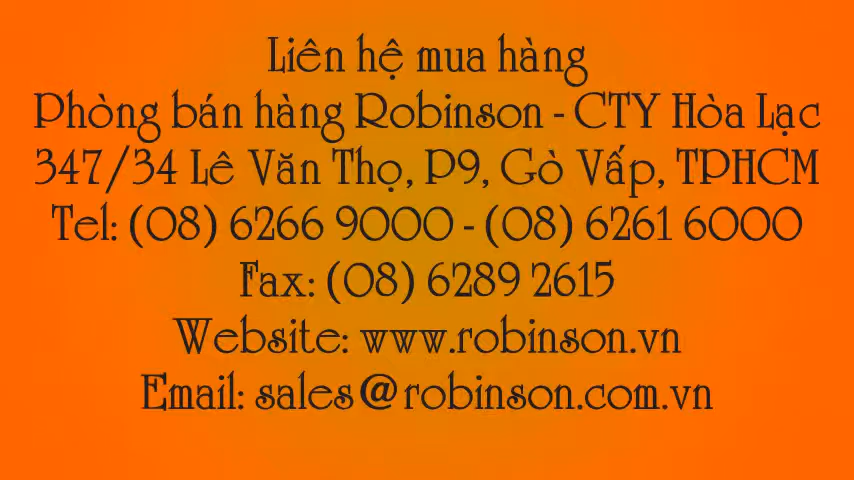 Liên hệ mua hàng
Phòng bán hàng Robinson - CTY Hòa Lạc
347/34 Lê Văn Thọ, P9, Gò Vấp, TPHCM
Tel: (08) 6266 9000 - (08) 6261 6000
Fax: (08) 6289 2615
Website: www.robinson.vn
Email: sales@robinson.com.vn